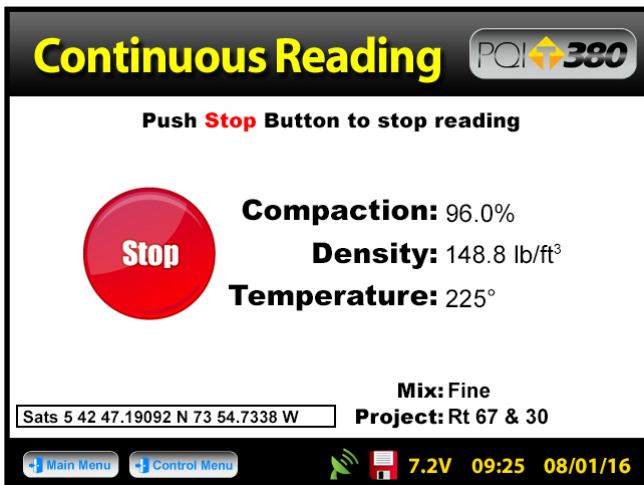 Continuous Reading PQI T 380
Push Stop Button to stop reading
Stop
Compaction: 96.0%
Density: 148.8 lb/ft³
Temperature: 225°
Mix: Fine
Sats 5 42 47.19092 N 73 54.7338 W
Project: Rt 67 & 30
Main Menu
Control Menu
7.2V 09:25 08/01/16